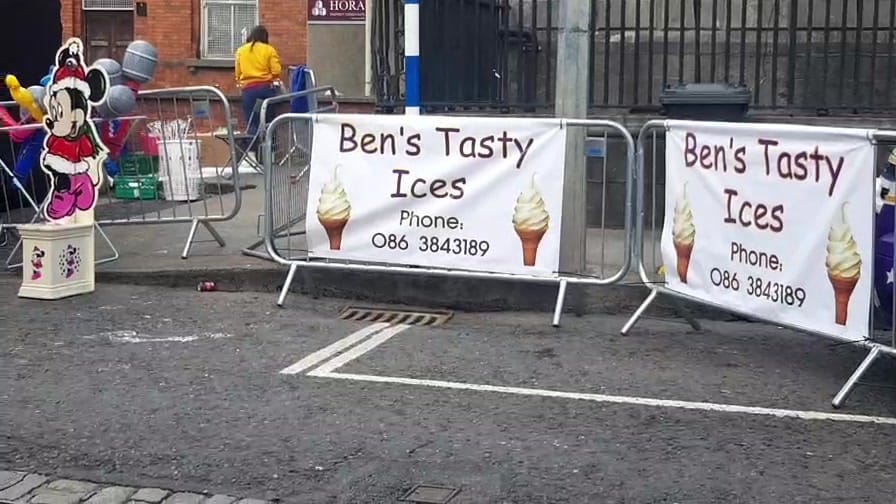 HORA
Ben's Tasty
Ices
Phone:
086 3843189
Ben's Tasty
Ices
Phone:
086 3843189